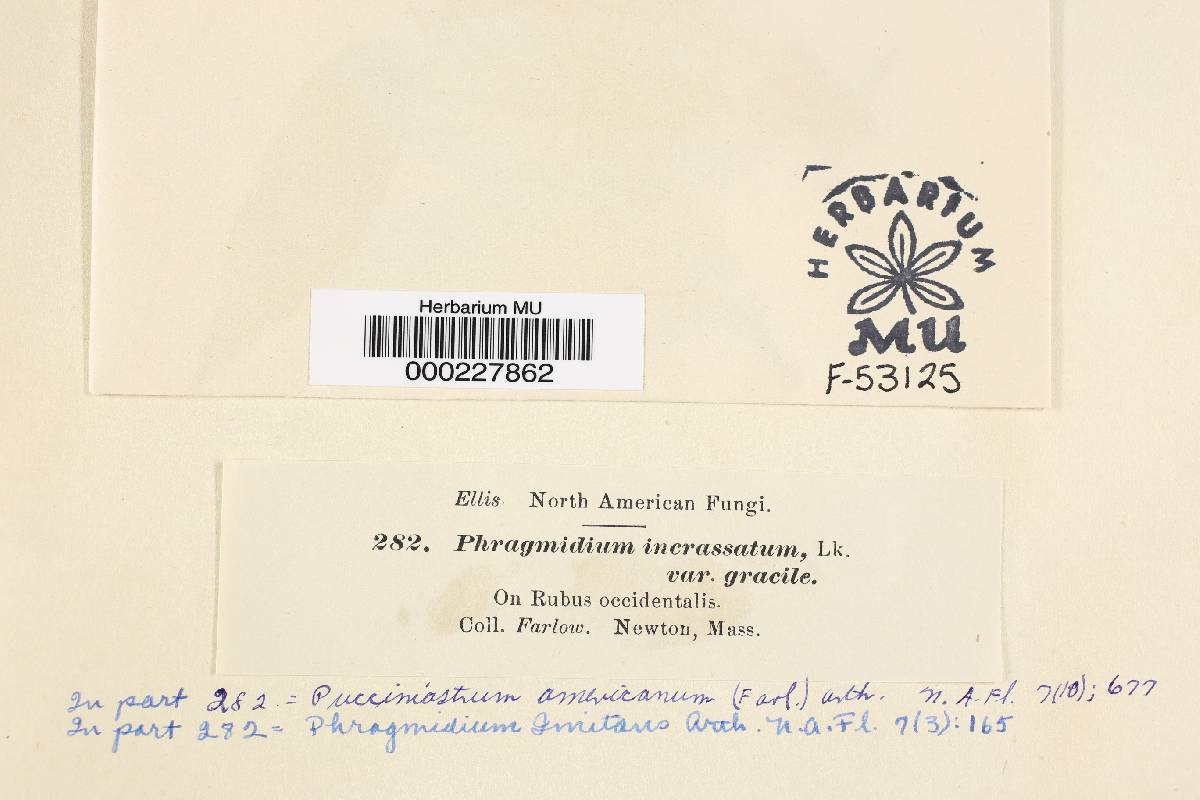 HERBARIUM
MU
F-53125
Herbarium MU
000227862
Ellis North American Fungi.
282. Phragmidium incrassatum, Lk.
var. gracile.
On Rubus occidentalis.
Coll. Farlow. Newton, Mass.
In part 282 = Pucciniastrum americanum (Farl.) arth. N. A. Fl. 7(10); 677
In part 282 = Phragmidium Imitans Arth. N.A.Fl. 7(3): 165